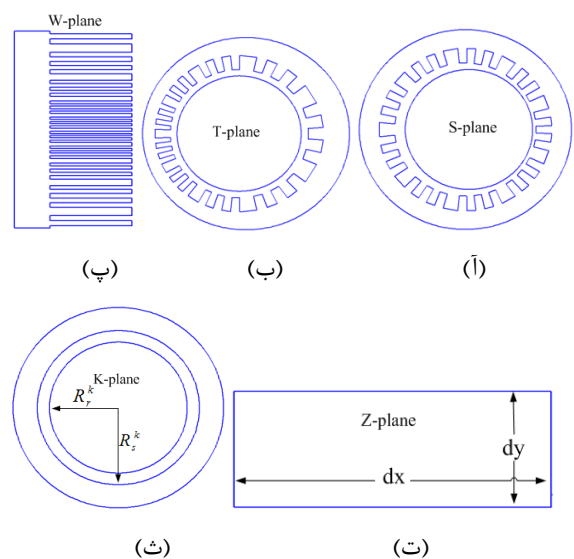 W-plane
T-plane
S-plane
(پ)
(ب)
(آ)
K-plane
R_r^k
R_s^k
Z-plane
dy
dx
(ث)
(ت)